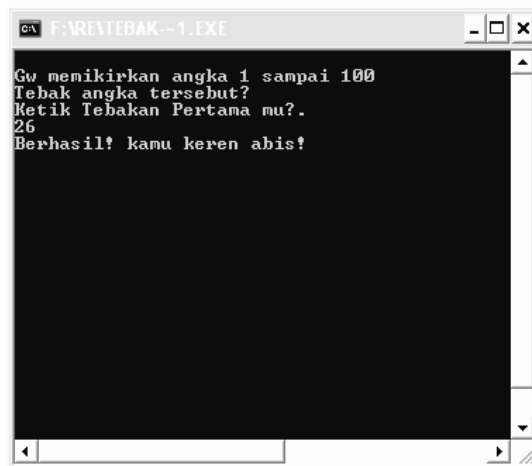 F:\RE\TEBAK--1.EXE
Gw memikirkan angka 1 sampai 100
Tebak angka tersebut?
Ketik Tebakan Pertama mu?.
26
Berhasil! kamu keren abis!